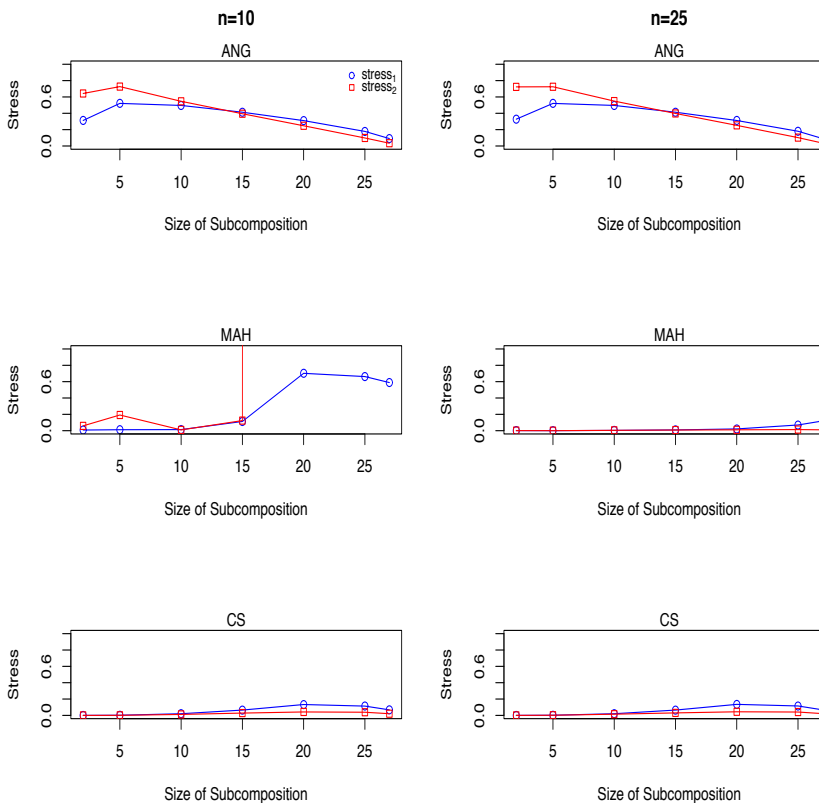 n=10
n=25
ANG
stress1
stress2
Stress
0.0
0.6
5 10 15 20 25
Size of Subcomposition
ANG
Stress
0.0
0.6
5 10 15 20 25
Size of Subcomposition
MAH
Stress
0.0
0.6
5 10 15 20 25
Size of Subcomposition
MAH
Stress
0.0
0.6
5 10 15 20 25
Size of Subcomposition
CS
Stress
0.0
0.6
5 10 15 20 25
Size of Subcomposition
CS
Stress
0.0
0.6
5 10 15 20 25
Size of Subcomposition